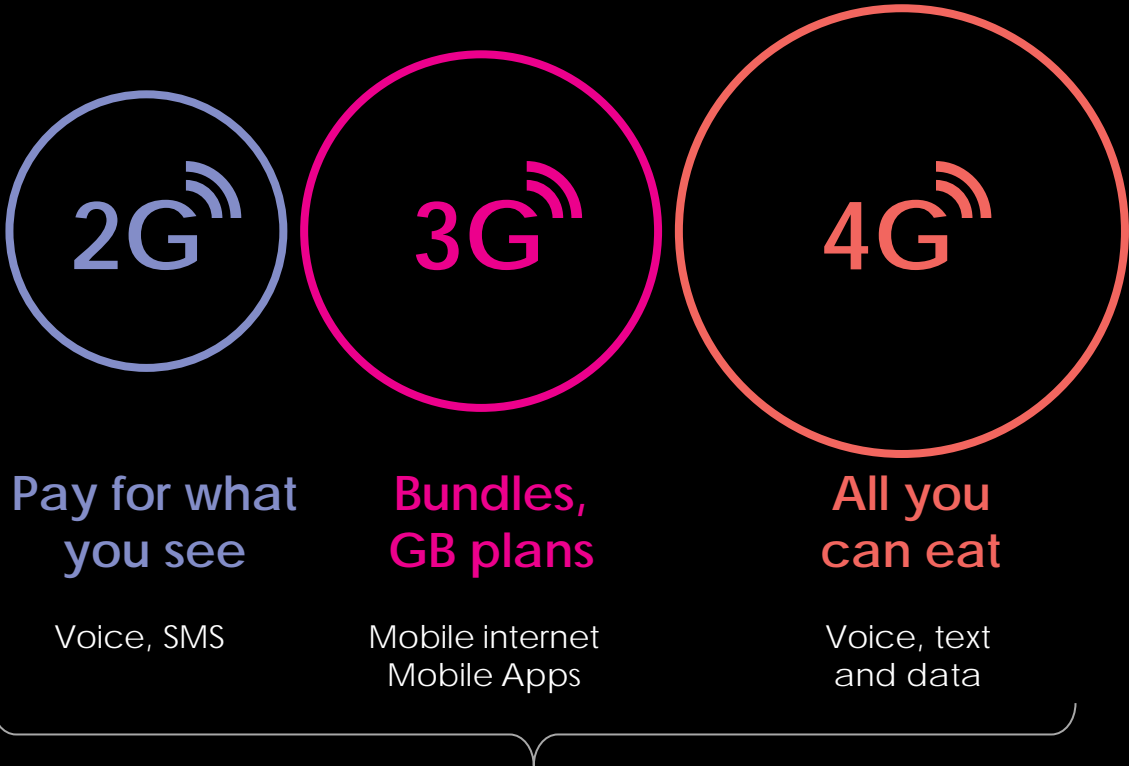 2G
3G
4G
Pay for what
you see
Bundles,
GB plans
All you
can eat
Voice, SMS
Mobile internet
Mobile Apps
Voice, text
and data